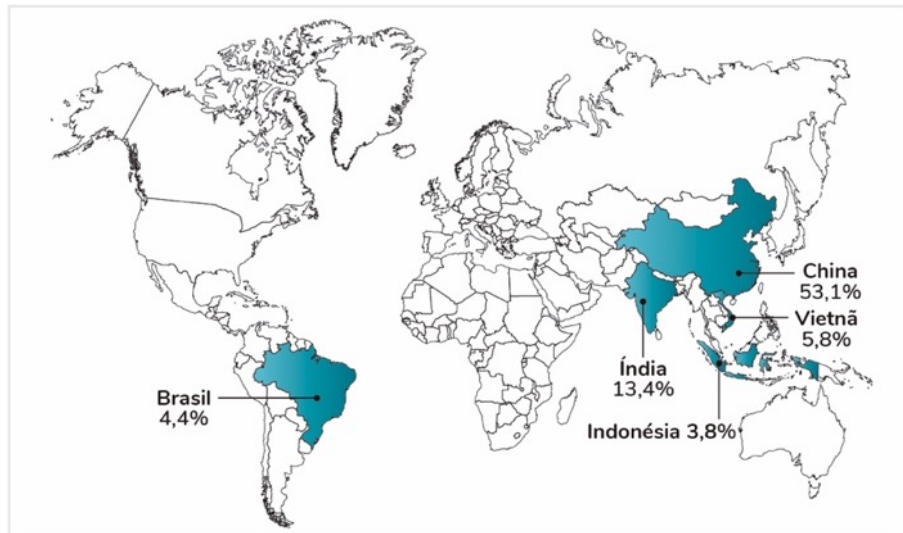 China
53,1%
Vietnã
5,8%
Índia
13,4%
Brasil
4,4%
Indonésia 3,8%